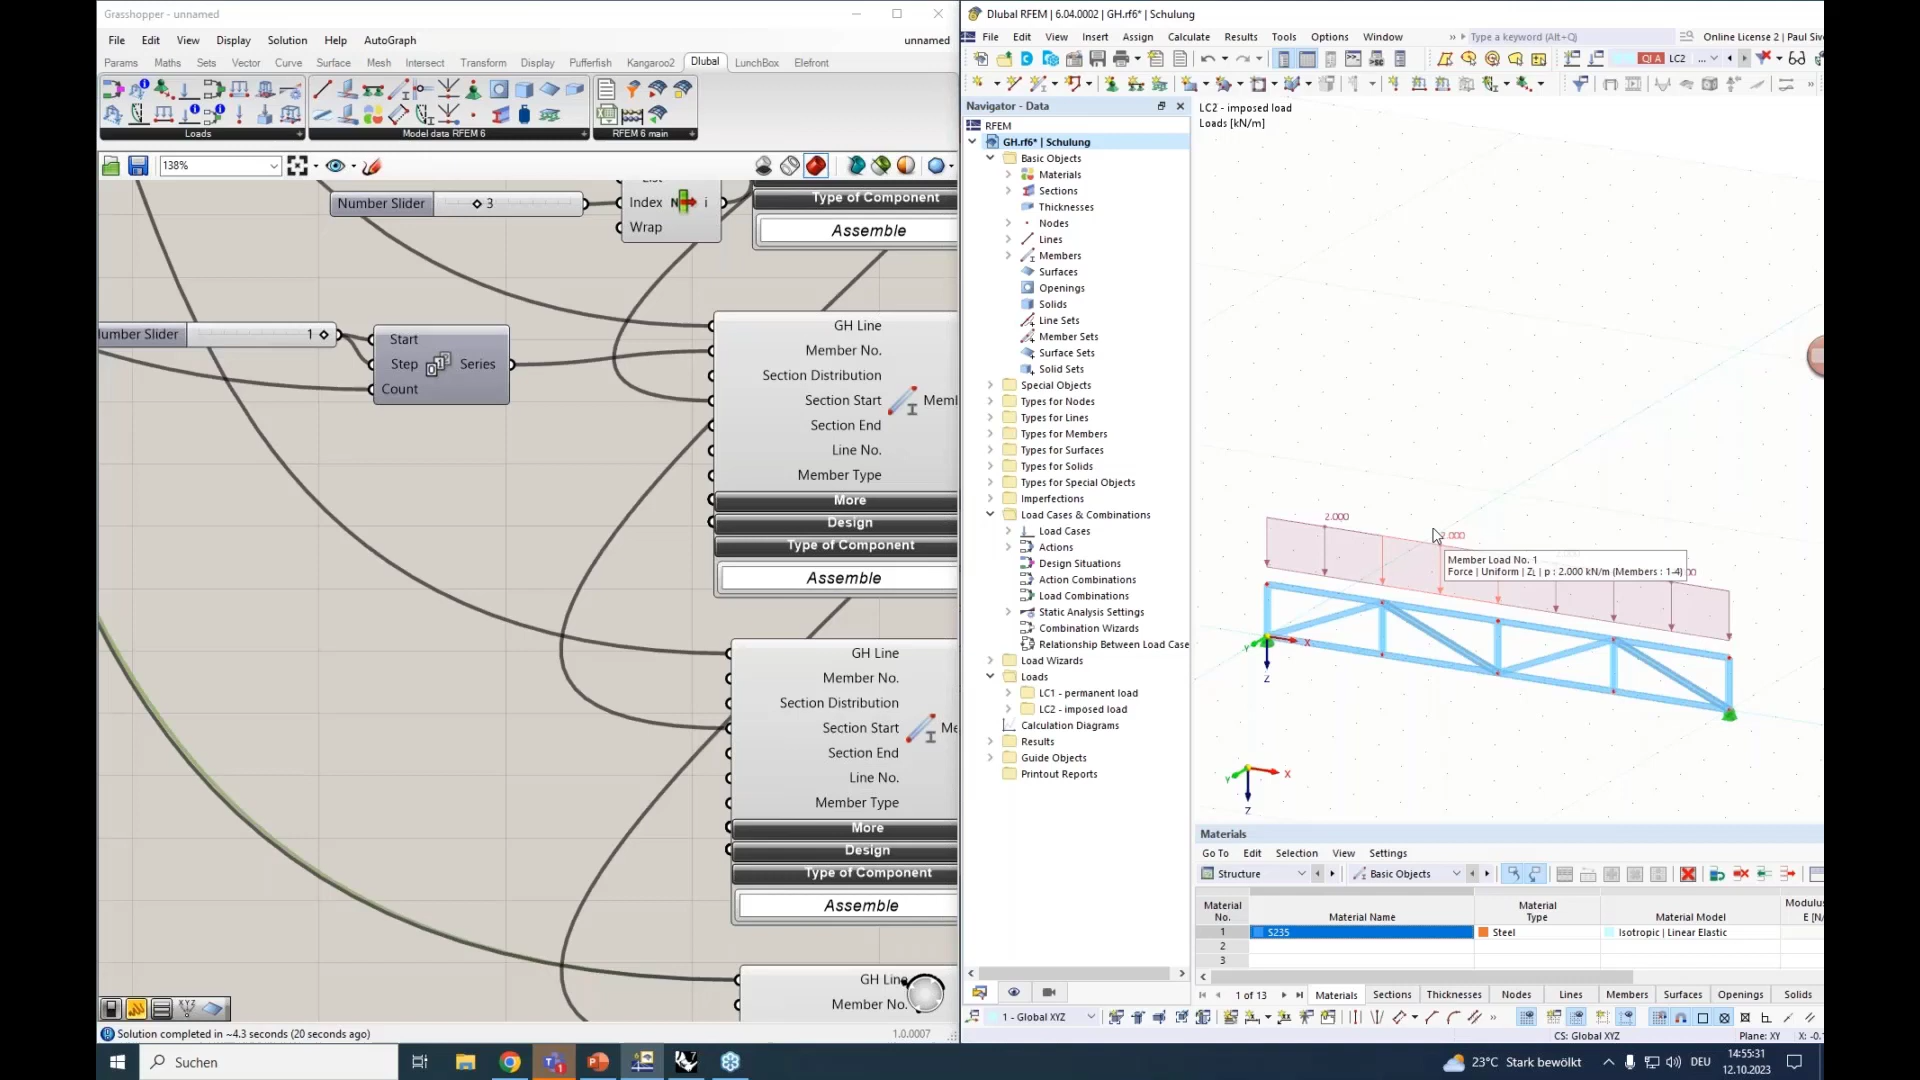 Grasshopper - unnamed
File Edit View Display Solution Help AutoGraph unnamed
Params Maths Sets Vector Curve Surface Mesh Intersect Transform Display Pufferfish Kangaroo2 Dlubal LunchBox Elefront
Loads
Model data RFEM 6
RFEM 6 main
138%
Number Slider 3
Index
Wrap
N
i
Type of Component
Assemble
Number Slider 1
Start
Step
Count
Series
GH Line
Member No.
Section Distribution
Section Start
Section End
Line No.
Member Type
More
Design
Type of Component
Assemble
GH Line
Member No.
Section Distribution
Section Start
Section End
Line No.
Member Type
More
Design
Type of Component
Assemble
GH Line
Member No.
Solution completed in ~4.3 seconds (20 seconds ago)
1.0.0007
Dlubal RFEM | 6.04.0002 | GH.rf6* | Schulung
File Edit View Insert Assign Calculate Results Tools Options Window
Type a keyword (Alt+Q)
Online License 2 | Paul
QI A LC2
Navigator - Data
RFEM
GH.rf6* | Schulung
Basic Objects
Materials
Sections
Thicknesses
Nodes
Lines
Members
Surfaces
Openings
Solids
Line Sets
Member Sets
Surface Sets
Solid Sets
Special Objects
Types for Nodes
Types for Lines
Types for Members
Types for Surfaces
Types for Solids
Types for Special Objects
Imperfections
Load Cases & Combinations
Load Cases
Actions
Design Situations
Action Combinations
Load Combinations
Static Analysis Settings
Combination Wizards
Relationship Between Load Case
Load Wizards
Loads
LC1 - permanent load
LC2 - imposed load
Calculation Diagrams
Results
Guide Objects
Printout Reports
LC2 - imposed load
Loads [kN/m]
2.000
2.000
Member Load No. 1
Force | Uniform | ZL | p : 2.000 kN/m (Members : 1-4)
X
Y
Z
X
Y
Z
Materials
Go To Edit Selection View Settings
Structure
Basic Objects
Material No.
Material Name
Material Type
Material Model
Modulus E [N/
1 S235 Steel Isotropic | Linear Elastic
2
3
1 of 13
Materials Sections Thicknesses Nodes Lines Members Surfaces Openings Solids
1 - Global XYZ
CS: Global XYZ
Plane: XY
Suchen
23°C Stark bewölkt
DEU
14:55:31
12.10.2023